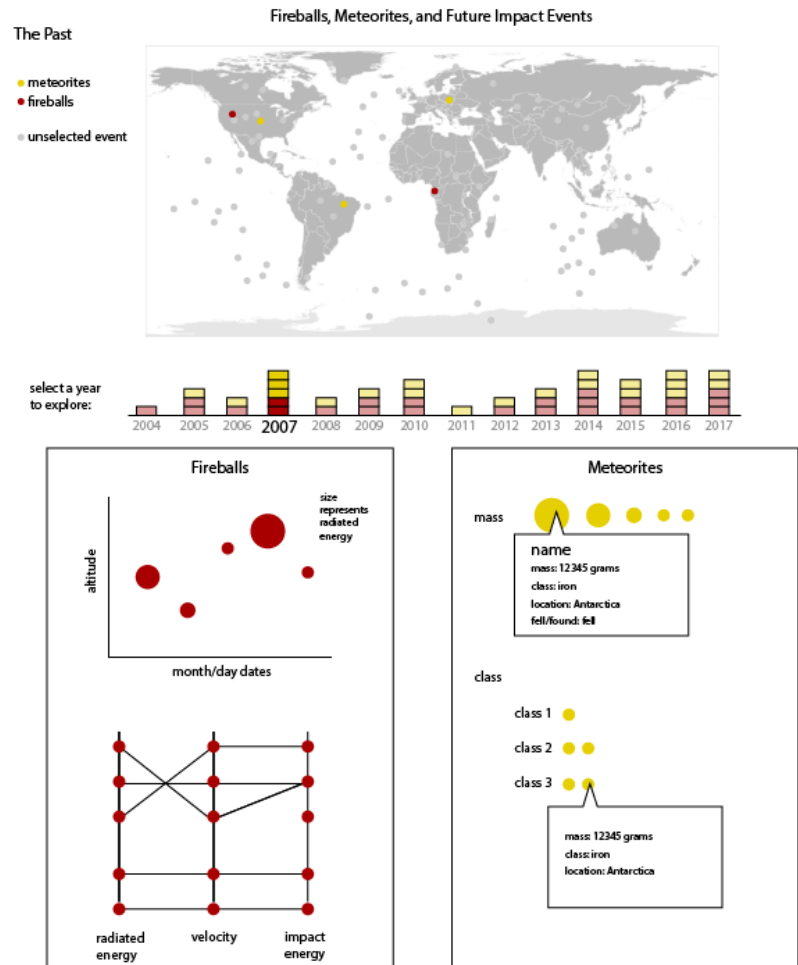 Fireballs, Meteorites, and Future Impact Events
The Past
meteorites
fireballs
unselected event
select a year
to explore:
2004 2005 2006 2007 2008 2009 2010 2011 2012 2013 2014 2015 2016 2017
Fireballs
size
represents
radiated
energy
altitude
month/day dates
radiated
energy
velocity
impact
energy
Meteorites
mass
name
mass: 12345 grams
class: iron
location: Antarctica
fell/found: fell
class
class 1
class 2
class 3
mass: 12345 grams
class: iron
location: Antarctica